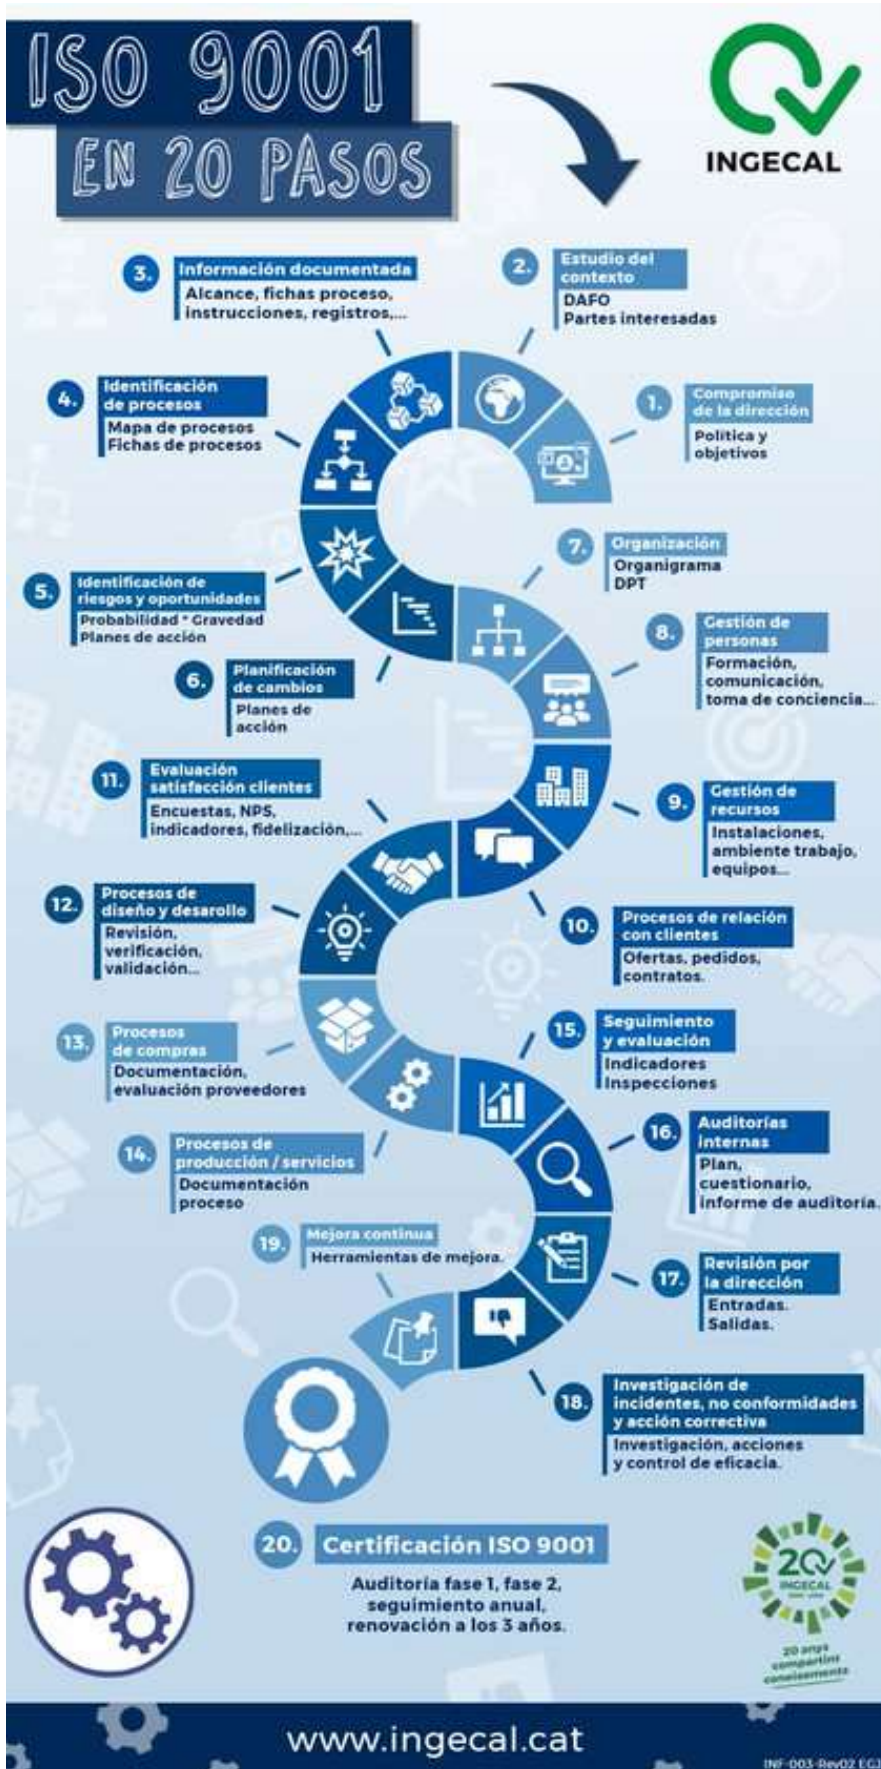 ISO 9001
EN 20 PASOS
INGECAL
1.
Compromiso
de la dirección
Política y
objetivos
2.
Estudio del
contexto
DAFO
Partes interesadas
3.
Información documentada
Alcance, fichas proceso,
instrucciones, registros,...
4.
Identificación
de procesos
Mapa de procesos
Fichas de procesos
5.
Identificación de
riesgos y oportunidades
Probabilidad * Gravedad
Planes de acción
6.
Planificación
de cambios
Planes de
acción
7.
Organización
Organigrama
DPT
8.
Gestión de
personas
Formación,
comunicación,
toma de conciencia...
9.
Gestión de
recursos
Instalaciones,
ambiente trabajo,
equipos...
10.
Procesos de relación
con clientes
Ofertas, pedidos,
contratos.
11.
Evaluación
satisfacción clientes
Encuestas, NPS,
indicadores, fidelización,...
12.
Procesos de
diseño y desarollo
Revisión,
verificación,
validación...
13.
Procesos
de compras
Documentación,
evaluación proveedores
14.
Procesos de
producción / servicios
Documentación
proceso
15.
Seguimiento
y evaluación
Indicadores
Inspecciones
16.
Auditorías
internas
Plan,
cuestionario,
informe de auditoría.
17.
Revisión por
la dirección
Entradas.
Salidas.
18.
Investigación de
incidentes, no conformidades
y acción correctiva
Investigación, acciones
y control de eficacia.
19.
Mejora continua
Herramientas de mejora.
20.
Certificación ISO 9001
Auditoría fase 1, fase 2,
seguimiento anual,
renovación a los 3 años.
20
INGECAL
20 anys
compartint
coneixements
www.ingecal.cat
INF-003-Rev02